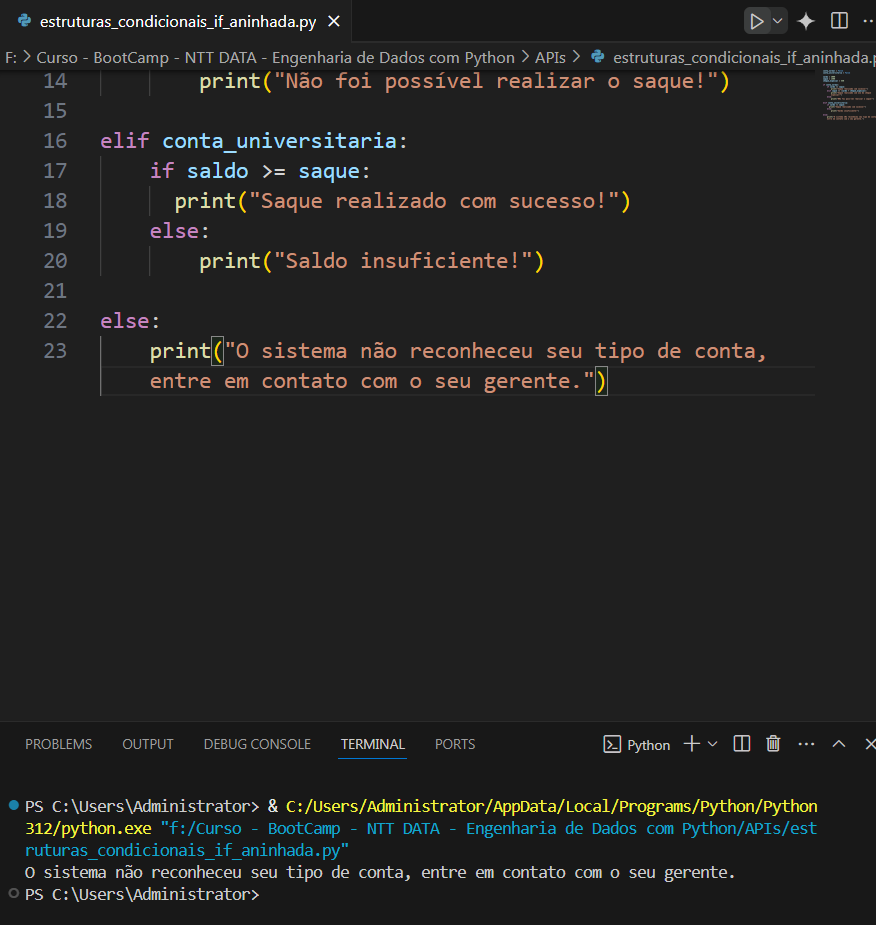 estruturas_condicionais_if_aninhada.py
F: > Curso - BootCamp - NTT DATA - Engenharia de Dados com Python > APIs > estruturas_condicionais_if_aninhada.p
14 print("Não foi possível realizar o saque!")
15
16 elif conta_universitaria:
17 if saldo >= saque:
18 print("Saque realizado com sucesso!")
19 else:
20 print("Saldo insuficiente!")
21
22 else:
23 print("O sistema não reconheceu seu tipo de conta,
entre em contato com o seu gerente.")
PROBLEMS OUTPUT DEBUG CONSOLE TERMINAL PORTS Python
PS C:\Users\Administrator> & C:/Users/Administrator/AppData/Local/Programs/Python/Python
312/python.exe "f:/Curso - BootCamp - NTT DATA - Engenharia de Dados com Python/APIs/est
ruturas_condicionais_if_aninhada.py"
O sistema não reconheceu seu tipo de conta, entre em contato com o seu gerente.
PS C:\Users\Administrator>